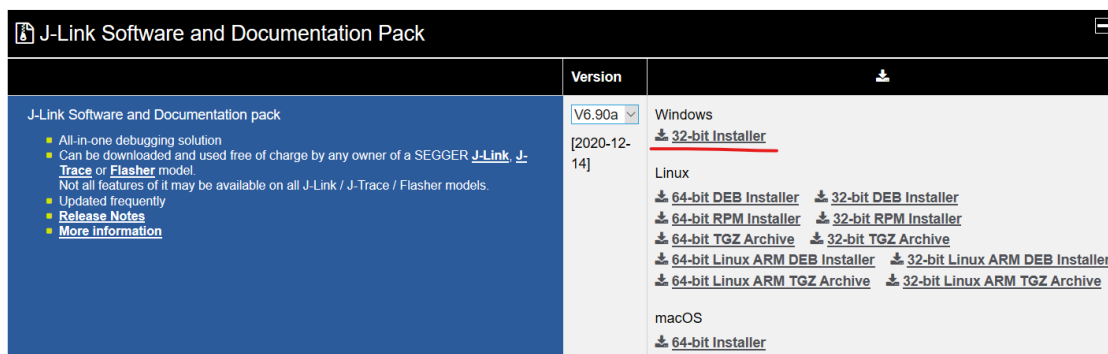 J-Link Software and Documentation Pack
Version
J-Link Software and Documentation pack
All-in-one debugging solution
Can be downloaded and used free of charge by any owner of a SEGGER J-Link, J-
Trace or Flasher model.
Not all features of it may be available on all J-Link / J-Trace / Flasher models.
Updated frequently
Release Notes
More information
V6.90a
[2020-12-
14]
Windows
32-bit Installer
Linux
64-bit DEB Installer 32-bit DEB Installer
64-bit RPM Installer 32-bit RPM Installer
64-bit TGZ Archive 32-bit TGZ Archive
64-bit Linux ARM DEB Installer 32-bit Linux ARM DEB Installer
64-bit Linux ARM TGZ Archive 32-bit Linux ARM TGZ Archive
macOS
64-bit Installer